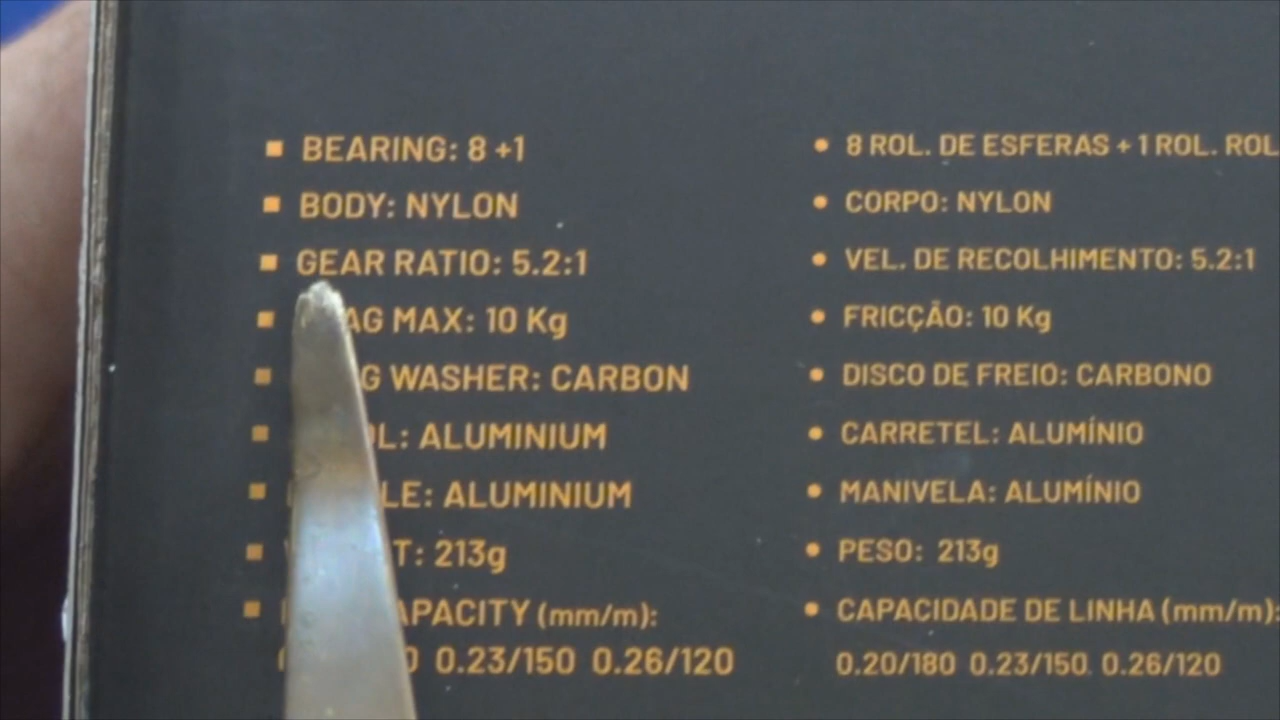 BEARING: 8 +1
BODY: NYLON
GEAR RATIO: 5.2:1
MAX: 10 Kg
WASHER: CARBON
ALUMINIUM
ALUMINIUM
213g
(mm/m):
0.23/150 0.26/120
8 ROL. DE ESFERAS + 1 ROL. ROL
CORPO: NYLON
VEL. DE RECOLHIMENTO: 5.2:1
FRICÇÃO: 10 Kg
DISCO DE FREIO: CARBONO
CARRETEL: ALUMÍNIO
MANIVELA: ALUMÍNIO
PESO: 213g
CAPACIDADE DE LINHA (mm/m):
0.20/180 0.23/150 0.26/120